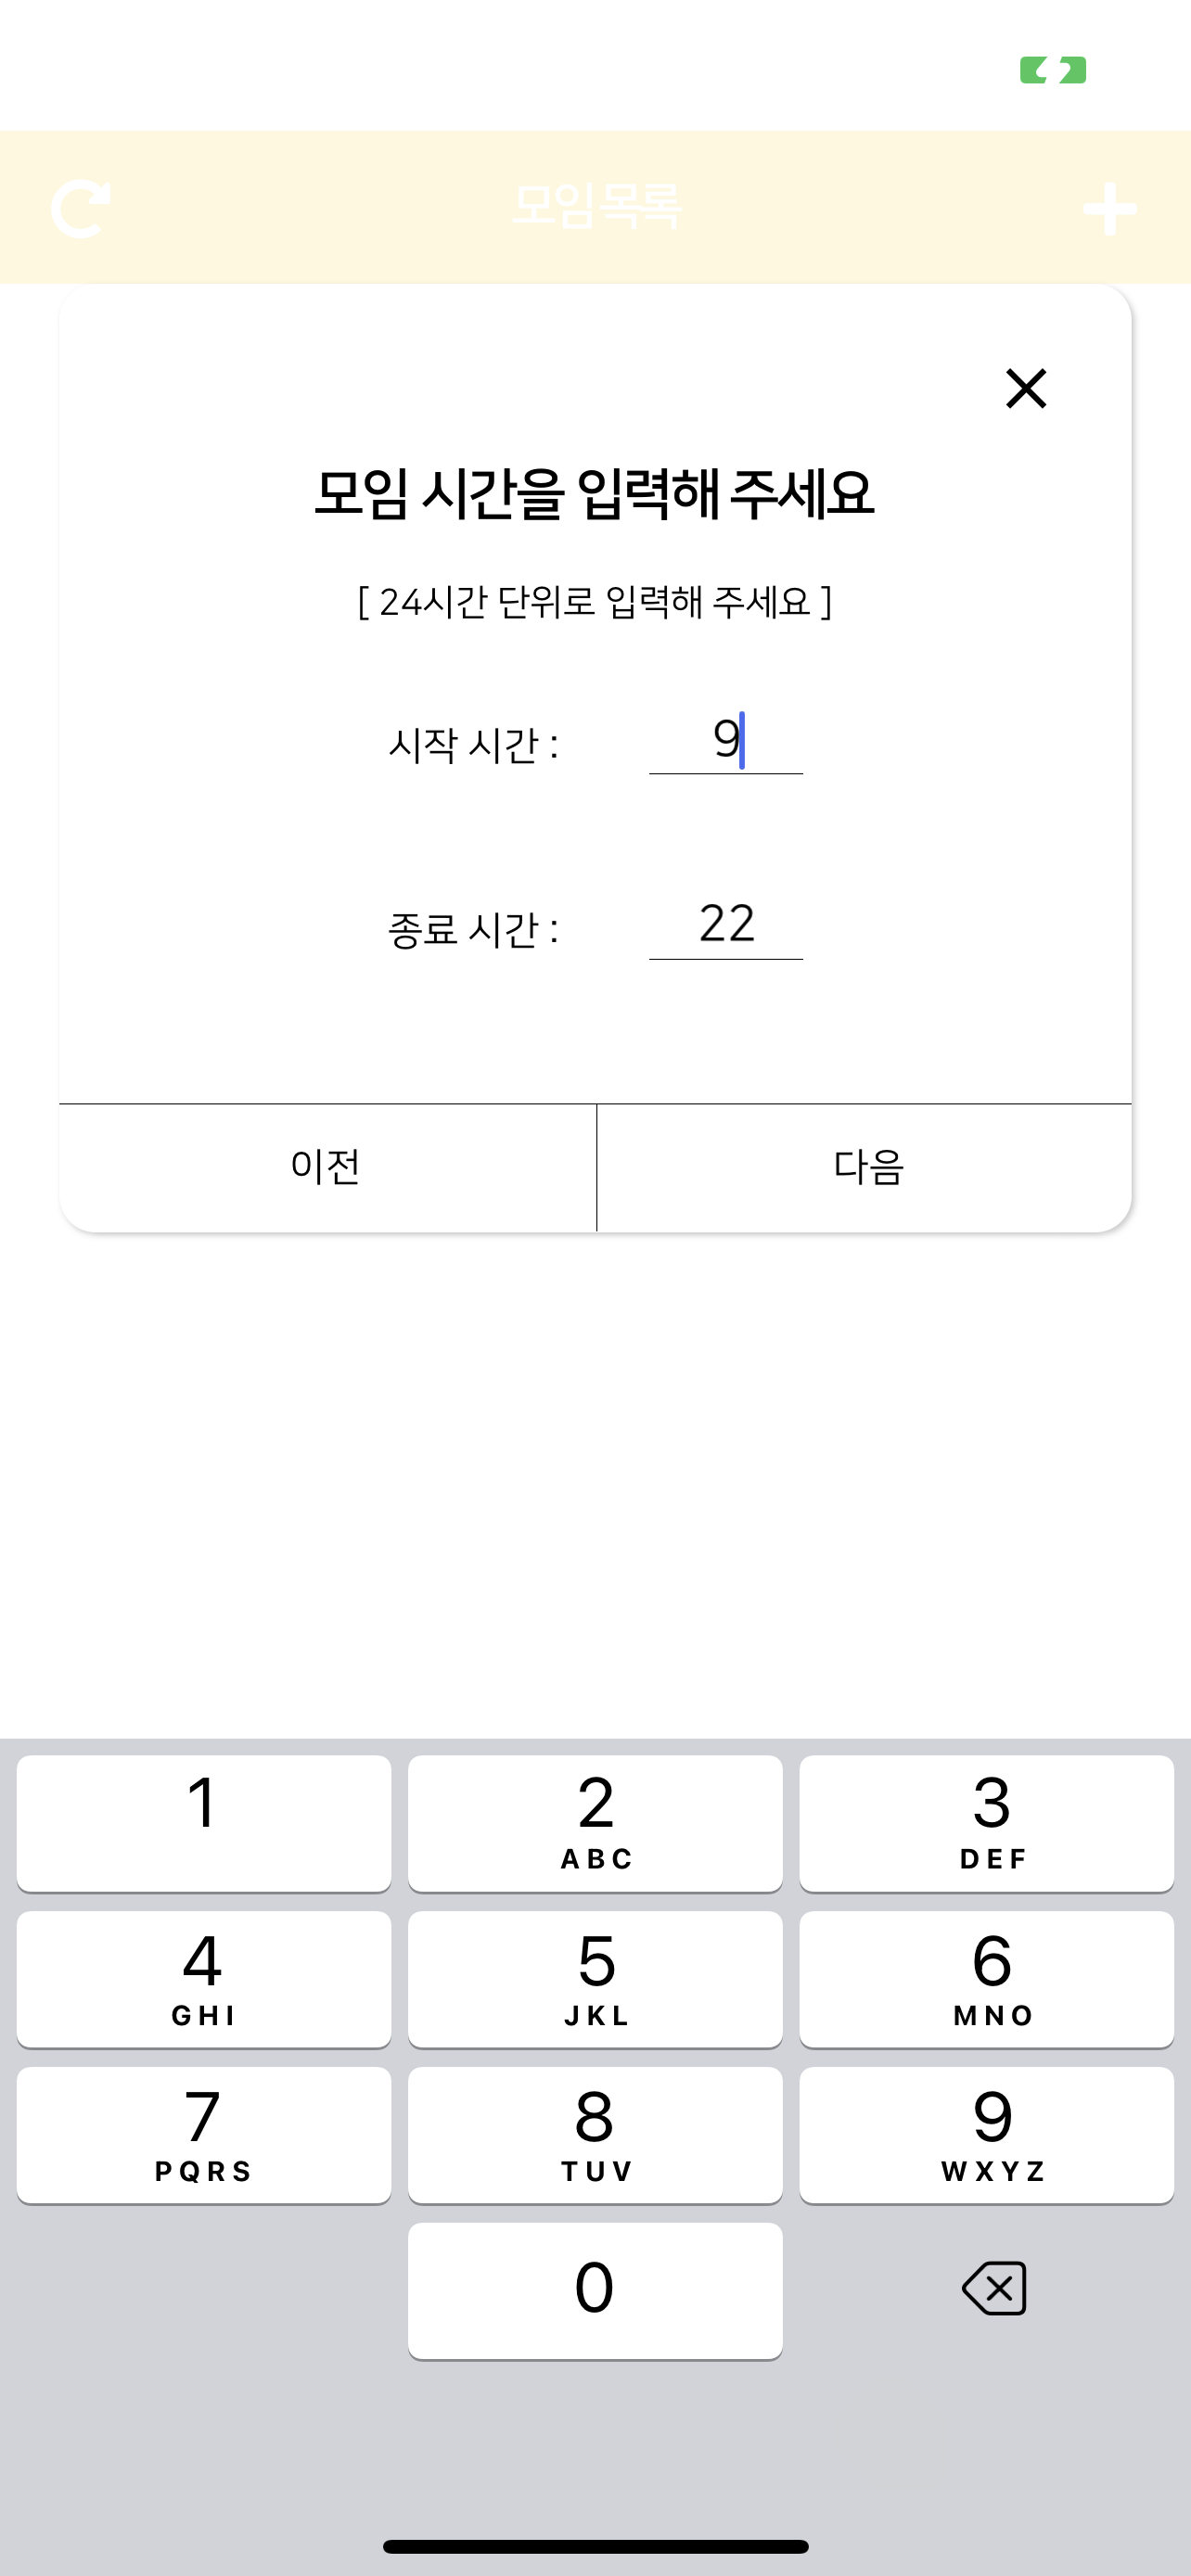 모임목록
모임 시간을 입력해 주세요
[ 24시간 단위로 입력해 주세요 ]
시작 시간 : 9
종료 시간 : 22
이전 다음
1 2 3
ABC DEF
4 5 6
GHI JKL MNO
7 8 9
PQRS TUV WXYZ
0